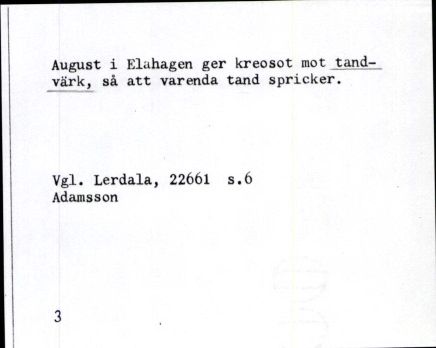 August i Elahagen ger kreosot mot tand-
värk, så att varenda tand spricker.
Vgl. Lerdala, 22661 s.6
Adamsson
3